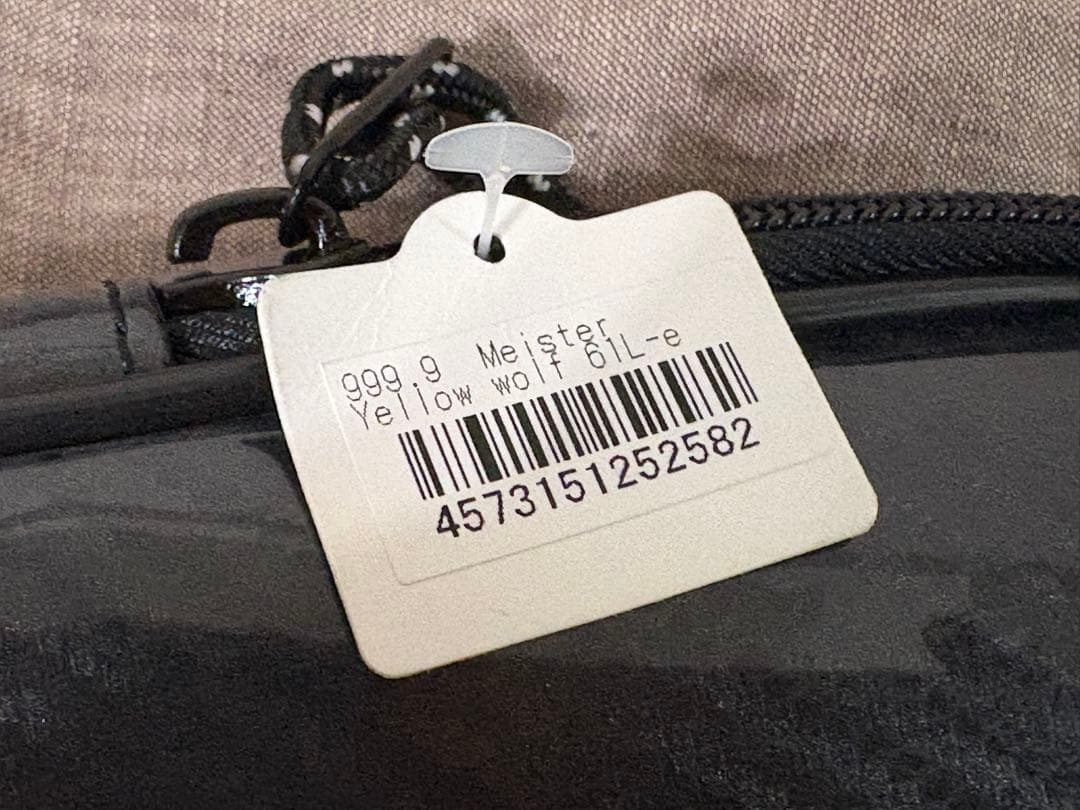 999.9 Meister
Yellow wolf 61L-e
4573151252582